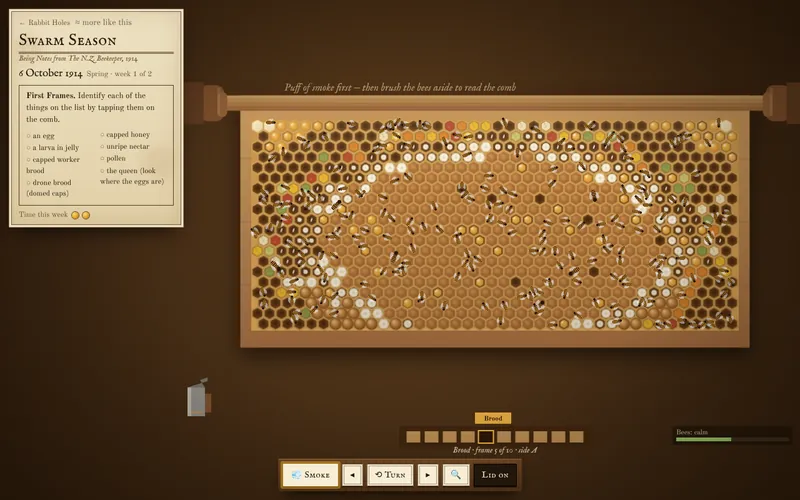 ← Rabbit Holes ≈ more like this
Swarm Season
Being Notes from The N.Z. Beekeeper, 1914
6 October 1914 Spring · week 1 of 2
First Frames. Identify each of the
things on the list by tapping them on
the comb.
an egg
a larva in jelly
capped worker
brood
drone brood
(domed caps)
capped honey
unripe nectar
pollen
the queen (look
where the eggs are)
Time this week
Puff of smoke first — then brush the bees aside to read the comb
Brood
Brood · frame 5 of 10 · side A
Bees: calm
Smoke
Turn
Lid on